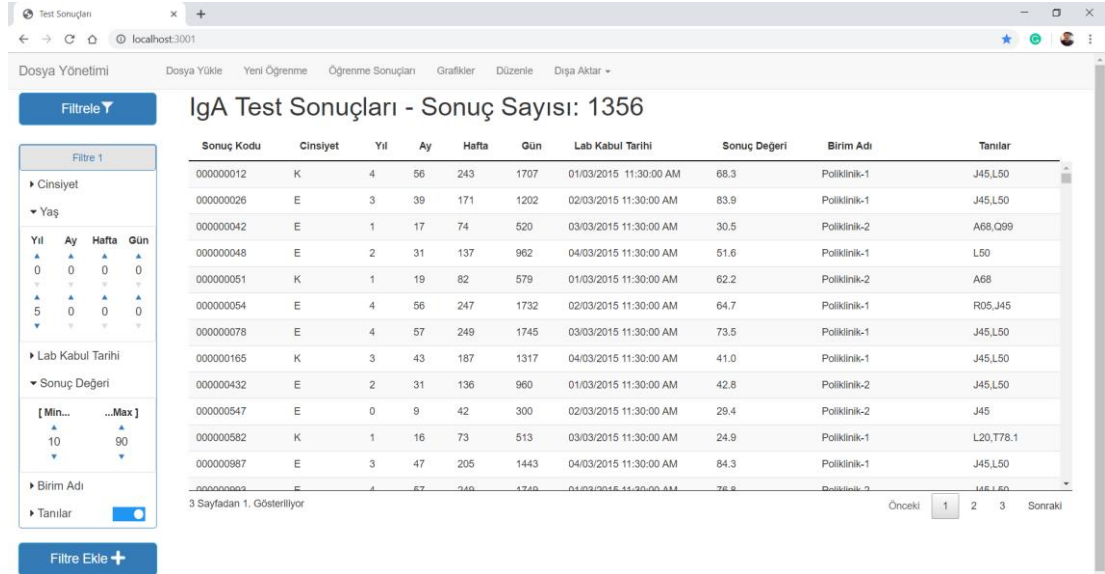 Test Sonuçları
localhost:3001
Dosya Yönetimi Dosya Yükle Yeni Öğrenme Öğrenme Sonuçları Grafikler Düzenle Dışa Aktar
Filtrele
Filtre 1
Cinsiyet
Yaş
Yıl Ay Hafta Gün
0 0 0 0
5 0 0 0
Lab Kabul Tarihi
Sonuç Değeri
[ Min... ...Max ]
10 90
Birim Adı
Tanılar
Filtre Ekle
IgA Test Sonuçları - Sonuç Sayısı: 1356
Sonuç Kodu Cinsiyet Yıl Ay Hafta Gün Lab Kabul Tarihi Sonuç Değeri Birim Adı Tanılar
000000012 K 4 56 243 1707 01/03/2015 11:30:00 AM 68.3 Poliklinik-1 J45,L50
000000026 E 3 39 171 1202 02/03/2015 11:30:00 AM 83.9 Poliklinik-1 J45,L50
000000042 E 1 17 74 520 03/03/2015 11:30:00 AM 30.5 Poliklinik-2 A68,Q99
000000048 E 2 31 137 962 04/03/2015 11:30:00 AM 51.6 Poliklinik-1 L50
000000051 K 1 19 82 579 01/03/2015 11:30:00 AM 62.2 Poliklinik-2 A68
000000054 E 4 56 247 1732 02/03/2015 11:30:00 AM 64.7 Poliklinik-1 R05,J45
000000078 E 4 57 249 1745 03/03/2015 11:30:00 AM 73.5 Poliklinik-1 J45,L50
000000165 K 3 43 187 1317 04/03/2015 11:30:00 AM 41.0 Poliklinik-1 J45,L50
000000432 E 2 31 136 960 01/03/2015 11:30:00 AM 42.8 Poliklinik-2 J45,L50
000000547 E 0 9 42 300 02/03/2015 11:30:00 AM 29.4 Poliklinik-2 J45
000000582 K 1 16 73 513 03/03/2015 11:30:00 AM 24.9 Poliklinik-1 L20,T78.1
000000987 E 3 47 205 1443 04/03/2015 11:30:00 AM 84.3 Poliklinik-1 J45,L50
3 Sayfadan 1. Gösteriliyor
Önceki 1 2 3 Sonraki